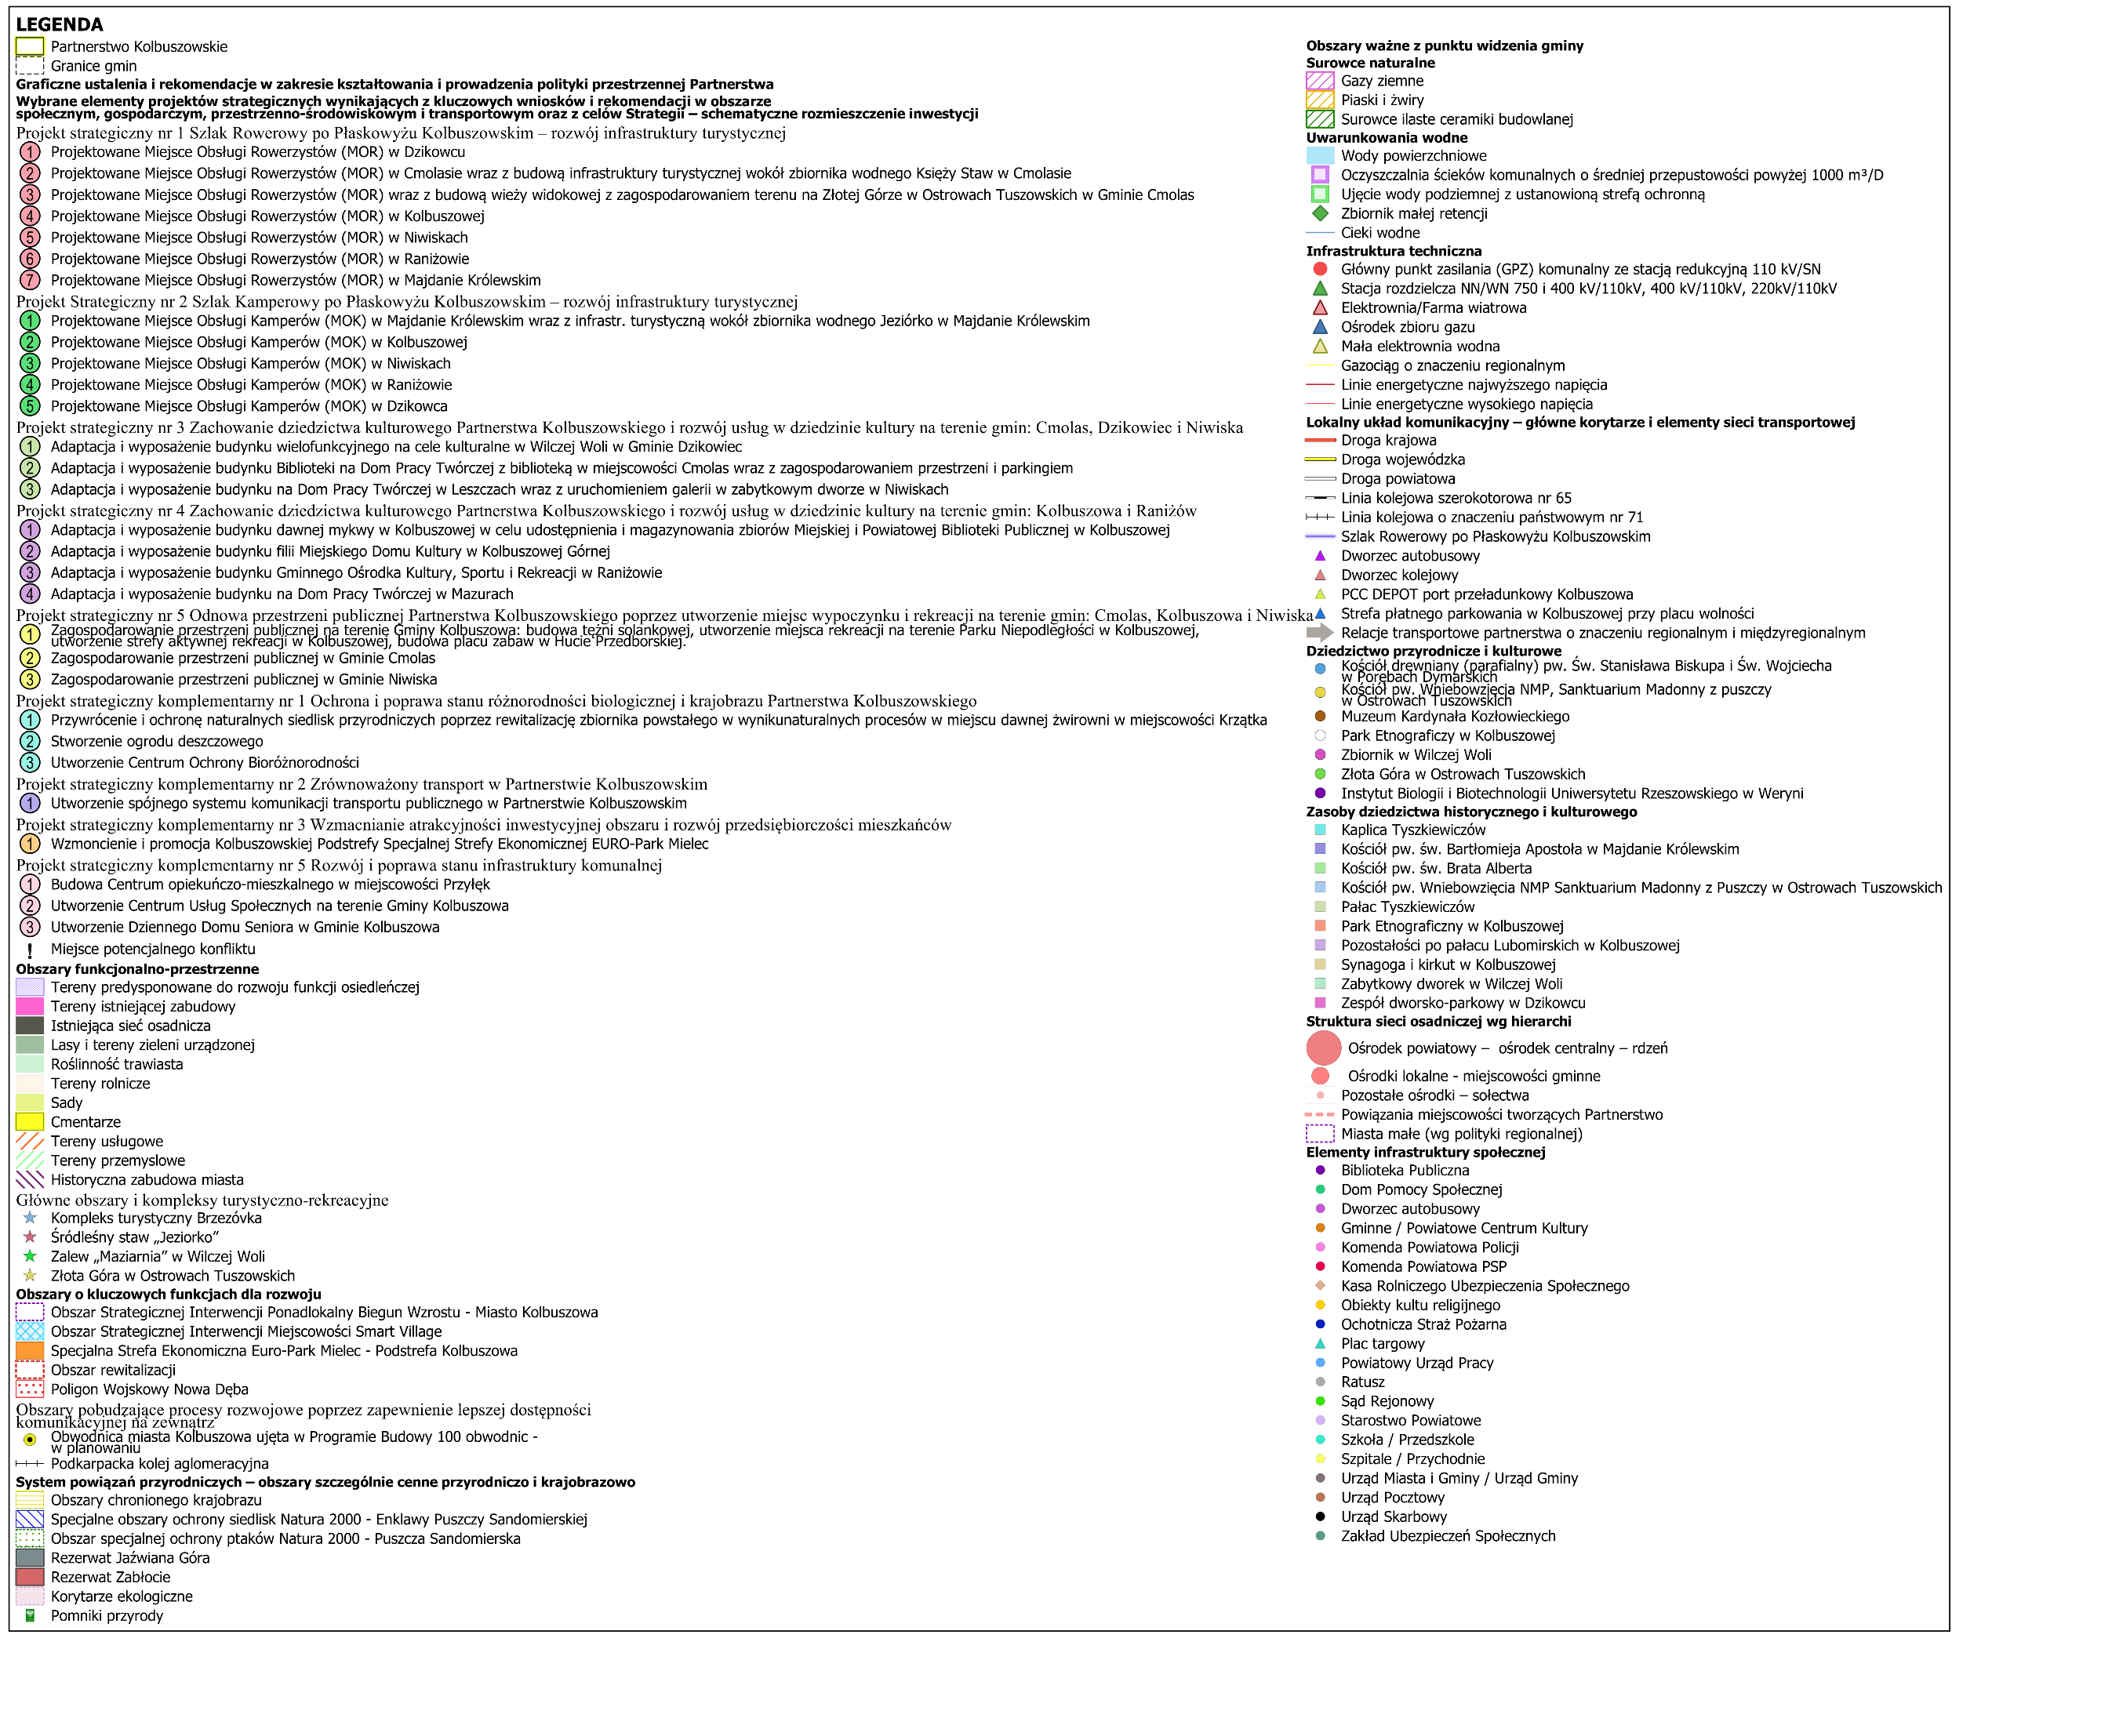 LEGENDA
Partnerstwo Kolbuszowskie
Granice gmin
Graficzne ustalenia i rekomendacje w zakresie kształtowania i prowadzenia polityki przestrzennej Partnerstwa
Wybrane elementy projektów strategicznych wynikających z kluczowych wniosków i rekomendacji w obszarze
społecznym, gospodarczym, przestrzenno-środowiskowym i transportowym oraz z celów Strategii – schematyczne rozmieszczenie inwestycji
Projekt strategiczny nr 1 Szlak Rowerowy po Płaskowyżu Kolbuszowskim – rozwój infrastruktury turystycznej
1 Projektowane Miejsce Obsługi Rowerzystów (MOR) w Dzikowcu
2 Projektowane Miejsce Obsługi Rowerzystów (MOR) w Cmolasie wraz z budową infrastruktury turystycznej wokół zbiornika wodnego Księży Staw w Cmolasie
3 Projektowane Miejsce Obsługi Rowerzystów (MOR) wraz z budową wieży widokowej z zagospodarowaniem terenu na Złotej Górze w Ostrowach Tuszowskich w Gminie Cmolas
4 Projektowane Miejsce Obsługi Rowerzystów (MOR) w Kolbuszowej
5 Projektowane Miejsce Obsługi Rowerzystów (MOR) w Niwiskach
6 Projektowane Miejsce Obsługi Rowerzystów (MOR) w Raniżowie
7 Projektowane Miejsce Obsługi Rowerzystów (MOR) w Majdanie Królewskim
Projekt Strategiczny nr 2 Szlak Kamperowy po Płaskowyżu Kolbuszowskim – rozwój infrastruktury turystycznej
1 Projektowane Miejsce Obsługi Kamperów (MOK) w Majdanie Królewskim wraz z infrastr. turystyczną wokół zbiornika wodnego Jeziórko w Majdanie Królewskim
2 Projektowane Miejsce Obsługi Kamperów (MOK) w Kolbuszowej
3 Projektowane Miejsce Obsługi Kamperów (MOK) w Niwiskach
4 Projektowane Miejsce Obsługi Kamperów (MOK) w Raniżowie
5 Projektowane Miejsce Obsługi Kamperów (MOK) w Dzikowca
Projekt strategiczny nr 3 Zachowanie dziedzictwa kulturowego Partnerstwa Kolbuszowskiego i rozwój usług w dziedzinie kultury na terenie gmin: Cmolas, Dzikowiec i Niwiska
1 Adaptacja i wyposażenie budynku wielofunkcyjnego na cele kulturalne w Wilczej Woli w Gminie Dzikowiec
2 Adaptacja i wyposażenie budynku Biblioteki na Dom Pracy Twórczej z biblioteką w miejscowości Cmolas wraz z zagospodarowaniem przestrzeni i parkingiem
3 Adaptacja i wyposażenie budynku na Dom Pracy Twórczej w Leszczach wraz z uruchomieniem galerii w zabytkowym dworze w Niwiskach
Projekt strategiczny nr 4 Zachowanie dziedzictwa kulturowego Partnerstwa Kolbuszowskiego i rozwój usług w dziedzinie kultury na terenie gmin: Kolbuszowa i Raniżów
1 Adaptacja i wyposażenie budynku dawnej mykwy w Kolbuszowej w celu udostępnienia i magazynowania zbiorów Miejskiej i Powiatowej Biblioteki Publicznej w Kolbuszowej
2 Adaptacja i wyposażenie budynku filii Miejskiego Domu Kultury w Kolbuszowej Górnej
3 Adaptacja i wyposażenie budynku Gminnego Ośrodka Kultury, Sportu i Rekreacji w Raniżowie
4 Adaptacja i wyposażenie budynku na Dom Pracy Twórczej w Mazurach
Projekt strategiczny nr 5 Odnowa przestrzeni publicznej Partnerstwa Kolbuszowskiego poprzez utworzenie miejsc wypoczynku i rekreacji na terenie gmin: Cmolas, Kolbuszowa i Niwiska
1 Zagospodarowanie przestrzeni publicznej na terenie Gminy Kolbuszowa: budowa tężni solankowej, utworzenie miejsca rekreacji na terenie Parku Niepodległości w Kolbuszowej,
utworzenie strefy aktywnej rekreacji w Kolbuszowej, budowa placu zabaw w Hucie Przedborskiej.
2 Zagospodarowanie przestrzeni publicznej w Gminie Cmolas
3 Zagospodarowanie przestrzeni publicznej w Gminie Niwiska
Projekt strategiczny komplementarny nr 1 Ochrona i poprawa stanu różnorodności biologicznej i krajobrazu Partnerstwa Kolbuszowskiego
1 Przywrócenie i ochronę naturalnych siedlisk przyrodniczych poprzez rewitalizację zbiornika powstałego w wynikunaturalnych procesów w miejscu dawnej żwirowni w miejscowości Krzątka
2 Stworzenie ogrodu deszczowego
3 Utworzenie Centrum Ochrony Bioróżnorodności
Projekt strategiczny komplementarny nr 2 Zrównoważony transport w Partnerstwie Kolbuszowskim
1 Utworzenie spójnego systemu komunikacji transportu publicznego w Partnerstwie Kolbuszowskim
Projekt strategiczny komplementarny nr 3 Wzmacnianie atrakcyjności inwestycyjnej obszaru i rozwój przedsiębiorczości mieszkańców
1 Wzmoncienie i promocja Kolbuszowskiej Podstrefy Specjalnej Strefy Ekonomicznej EURO-Park Mielec
Projekt strategiczny komplementarny nr 5 Rozwój i poprawa stanu infrastruktury komunalnej
1 Budowa Centrum opiekuńczo-mieszkalnego w miejscowości Przyłęk
2 Utworzenie Centrum Usług Społecznych na terenie Gminy Kolbuszowa
3 Utworzenie Dziennego Domu Seniora w Gminie Kolbuszowa
! Miejsce potencjalnego konfliktu
Obszary funkcjonalno-przestrzenne
Tereny predysponowane do rozwoju funkcji osiedleńczej
Tereny istniejącej zabudowy
Istniejąca sieć osadnicza
Lasy i tereny zieleni urządzonej
Roślinność trawiasta
Tereny rolnicze
Sady
Cmentarze
Tereny usługowe
Tereny przemyslowe
Historyczna zabudowa miasta
Główne obszary i kompleksy turystyczno-rekreacyjne
Kompleks turystyczny Brzezówka
Śródleśny staw „Jeziorko”
Zalew „Maziarnia” w Wilczej Woli
Złota Góra w Ostrowach Tuszowskich
Obszary o kluczowych funkcjach dla rozwoju
Obszar Strategicznej Interwencji Ponadlokalny Biegun Wzrostu - Miasto Kolbuszowa
Obszar Strategicznej Interwencji Miejscowości Smart Village
Specjalna Strefa Ekonomiczna Euro-Park Mielec - Podstrefa Kolbuszowa
Obszar rewitalizacji
Poligon Wojskowy Nowa Dęba
Obszary pobudzające procesy rozwojowe poprzez zapewnienie lepszej dostępności
komunikacyjnej na zewnątrz
Obwodnica miasta Kolbuszowa ujęta w Programie Budowy 100 obwodnic -
w planowaniu
Podkarpacka kolej aglomeracyjna
System powiązań przyrodniczych – obszary szczególnie cenne przyrodniczo i krajobrazowo
Obszary chronionego krajobrazu
Specjalne obszary ochrony siedlisk Natura 2000 - Enklawy Puszczy Sandomierskiej
Obszar specjalnej ochrony ptaków Natura 2000 - Puszcza Sandomierska
Rezerwat Jaźwiana Góra
Rezerwat Zabłocie
Korytarze ekologiczne
Pomniki przyrody
Obszary ważne z punktu widzenia gminy
Surowce naturalne
Gazy ziemne
Piaski i żwiry
Surowce ilaste ceramiki budowlanej
Uwarunkowania wodne
Wody powierzchniowe
Oczyszczalnia ścieków komunalnych o średniej przepustowości powyżej 1000 m³/D
Ujęcie wody podziemnej z ustanowioną strefą ochronną
Zbiornik małej retencji
Cieki wodne
Infrastruktura techniczna
Główny punkt zasilania (GPZ) komunalny ze stacją redukcyjną 110 kV/SN
Stacja rozdzielcza NN/WN 750 i 400 kV/110kV, 400 kV/110kV, 220kV/110kV
Elektrownia/Farma wiatrowa
Ośrodek zbioru gazu
Mała elektrownia wodna
Gazociąg o znaczeniu regionalnym
Linie energetyczne najwyższego napięcia
Linie energetyczne wysokiego napięcia
Lokalny układ komunikacyjny – główne korytarze i elementy sieci transportowej
Droga krajowa
Droga wojewódzka
Droga powiatowa
Linia kolejowa szerokotorowa nr 65
Linia kolejowa o znaczeniu państwowym nr 71
Szlak Rowerowy po Płaskowyżu Kolbuszowskim
Dworzec autobusowy
Dworzec kolejowy
PCC DEPOT port przeładunkowy Kolbuszowa
Strefa płatnego parkowania w Kolbuszowej przy placu wolności
Relacje transportowe partnerstwa o znaczeniu regionalnym i międzyregionalnym
Dziedzictwo przyrodnicze i kulturowe
Kościół drewniany (parafialny) pw. Św. Stanisława Biskupa i Św. Wojciecha
w Porębach Dymarskich
Kościół pw. Wniebowzięcia NMP, Sanktuarium Madonny z puszczy
w Ostrowach Tuszowskich
Muzeum Kardynała Kozłowieckiego
Park Etnograficzy w Kolbuszowej
Zbiornik w Wilczej Woli
Złota Góra w Ostrowach Tuszowskich
Instytut Biologii i Biotechnologii Uniwersytetu Rzeszowskiego w Weryni
Zasoby dziedzictwa historycznego i kulturowego
Kaplica Tyszkiewiczów
Kościół pw. św. Bartłomieja Apostoła w Majdanie Królewskim
Kościół pw. św. Brata Alberta
Kościół pw. Wniebowzięcia NMP Sanktuarium Madonny z Puszczy w Ostrowach Tuszowskich
Pałac Tyszkiewiczów
Park Etnograficzny w Kolbuszowej
Pozostałości po pałacu Lubomirskich w Kolbuszowej
Synagoga i kirkut w Kolbuszowej
Zabytkowy dworek w Wilczej Woli
Zespół dworsko-parkowy w Dzikowcu
Struktura sieci osadniczej wg hierarchi
Ośrodek powiatowy – ośrodek centralny – rdzeń
Ośrodki lokalne - miejscowości gminne
Pozostałe ośrodki – sołectwa
Powiązania miejscowości tworzących Partnerstwo
Miasta małe (wg polityki regionalnej)
Elementy infrastruktury społecznej
Biblioteka Publiczna
Dom Pomocy Społecznej
Dworzec autobusowy
Gminne / Powiatowe Centrum Kultury
Komenda Powiatowa Policji
Komenda Powiatowa PSP
Kasa Rolniczego Ubezpieczenia Społecznego
Obiekty kultu religijnego
Ochotnicza Straż Pożarna
Plac targowy
Powiatowy Urząd Pracy
Ratusz
Sąd Rejonowy
Starostwo Powiatowe
Szkoła / Przedszkole
Szpitale / Przychodnie
Urząd Miasta i Gminy / Urząd Gminy
Urząd Pocztowy
Urząd Skarbowy
Zakład Ubezpieczeń Społecznych